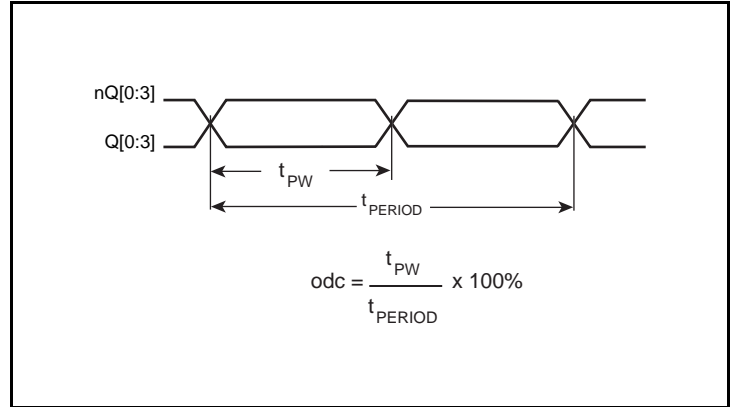 nQ[0:3]
Q[0:3]
tPW
tPERIOD
odc = tPW / tPERIOD x 100%